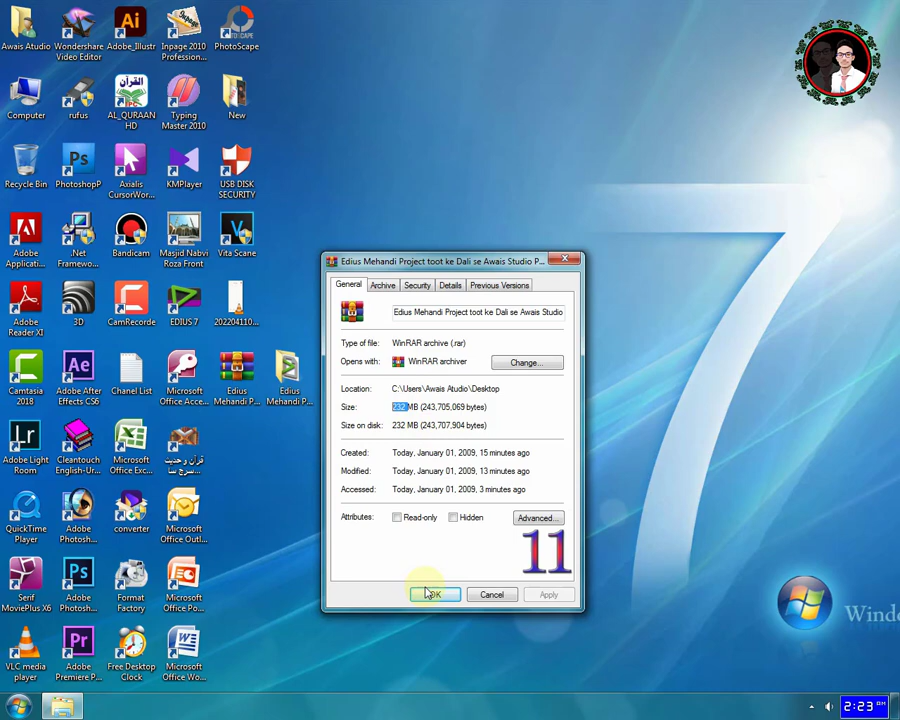 Awais Atudio
Wondershare Video Editor
Adobe_Illustr
Inpage 2010 Profession...
PhotoScape
Computer
rufus
AL_QURAAN HD
Typing Master 2010
New
Recycle Bin
PhotoshopP
Axialis CursorWor...
KMPlayer
USB DISK SECURITY
Adobe Applicati...
.Net Framewo...
Bandicam
Masjid Nabvi Roza Front
Vita Scane
Adobe Reader XI
3D
CamRecorde
EDIUS 7
202204110...
Camtasia 2018
Adobe After Effects CS6
Chanel List
Microsoft Office Acce...
Edius Mehandi P...
Edius Mehandi P...
Adobe Light Room
Cleantouch English-Ur...
Microsoft Office Exc...
قرآن و حدیث سرچ سا...
QuickTime Player
Adobe Photosh...
converter
Microsoft Office Outl...
Serif MoviePlus X6
Adobe Photosh...
Format Factory
Microsoft Office Po...
VLC media player
Adobe Premiere P...
Free Desktop Clock
Microsoft Office Wo...
Edius Mehandi Project toot ke Dali se Awais Studio P...
General Archive Security Details Previous Versions
Edius Mehandi Project toot ke Dali se Awais Studio
Type of file: WinRAR archive (.rar)
Opens with: WinRAR archiver Change...
Location: C:\Users\Awais Atudio\Desktop
Size: 232 MB (243,705,069 bytes)
Size on disk: 232 MB (243,707,904 bytes)
Created: Today, January 01, 2009, 15 minutes ago
Modified: Today, January 01, 2009, 13 minutes ago
Accessed: Today, January 01, 2009, 3 minutes ago
Attributes: Read-only Hidden Advanced...
11
OK Cancel Apply
7
Windo
2:23 AM